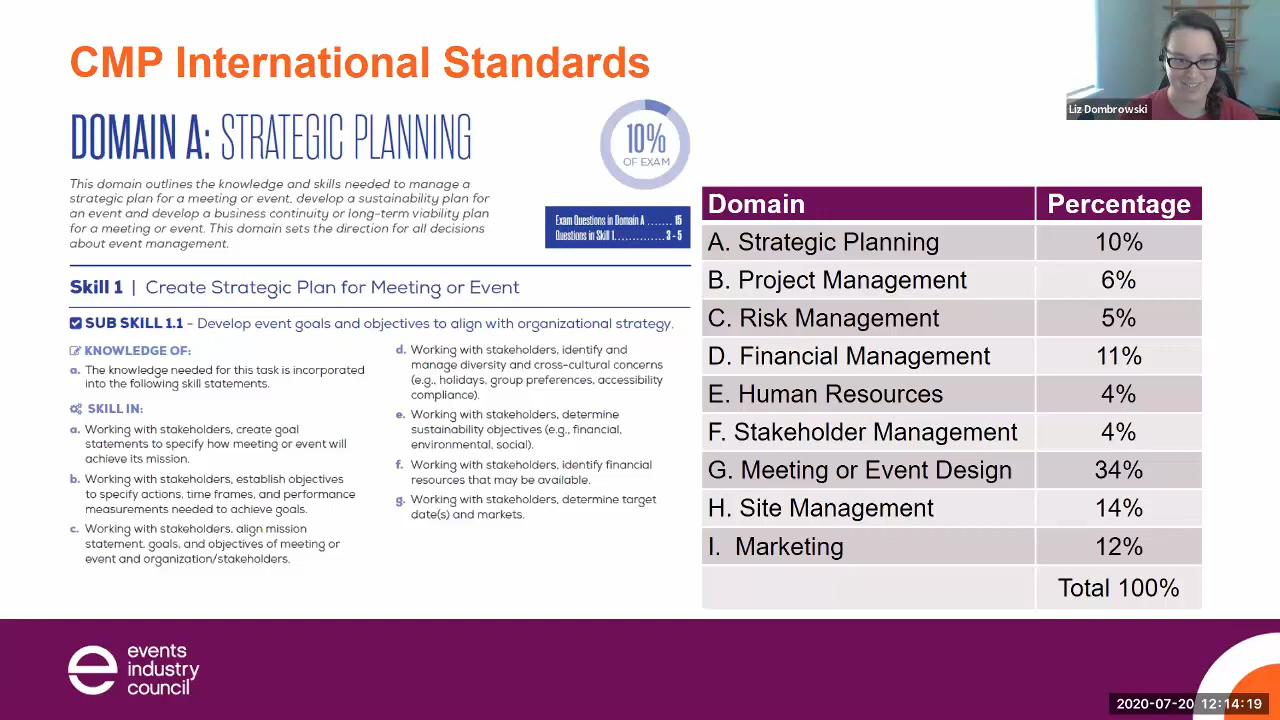 CMP International Standards
DOMAIN A: STRATEGIC PLANNING
10%
OF EXAM
This domain outlines the knowledge and skills needed to manage a
strategic plan for a meeting or event, develop a sustainability plan for
an event and develop a business continuity or long-term viability plan
for a meeting or event. This domain sets the direction for all decisions
about event management.
Exam Questions in Domain A ....... 15
Questions in Skill 1 ............. 3 - 5
Skill 1 | Create Strategic Plan for Meeting or Event
SUB SKILL 1.1 - Develop event goals and objectives to align with organizational strategy.
KNOWLEDGE OF:
a. The knowledge needed for this task is incorporated
into the following skill statements.
SKILL IN:
a. Working with stakeholders, create goal
statements to specify how meeting or event will
achieve its mission.
b. Working with stakeholders, establish objectives
to specify actions, time frames, and performance
measurements needed to achieve goals.
c. Working with stakeholders, align mission
statement, goals, and objectives of meeting or
event and organization/stakeholders.
d. Working with stakeholders, identify and
manage diversity and cross-cultural concerns
(e.g., holidays, group preferences, accessibility
compliance).
e. Working with stakeholders, determine
sustainability objectives (e.g., financial,
environmental, social).
f. Working with stakeholders, identify financial
resources that may be available.
g. Working with stakeholders, determine target
date(s) and markets.
Liz Dombrowski
Domain Percentage
A. Strategic Planning 10%
B. Project Management 6%
C. Risk Management 5%
D. Financial Management 11%
E. Human Resources 4%
F. Stakeholder Management 4%
G. Meeting or Event Design 34%
H. Site Management 14%
I. Marketing 12%
Total 100%
events
industry
council
2020-07-20 12:14:19